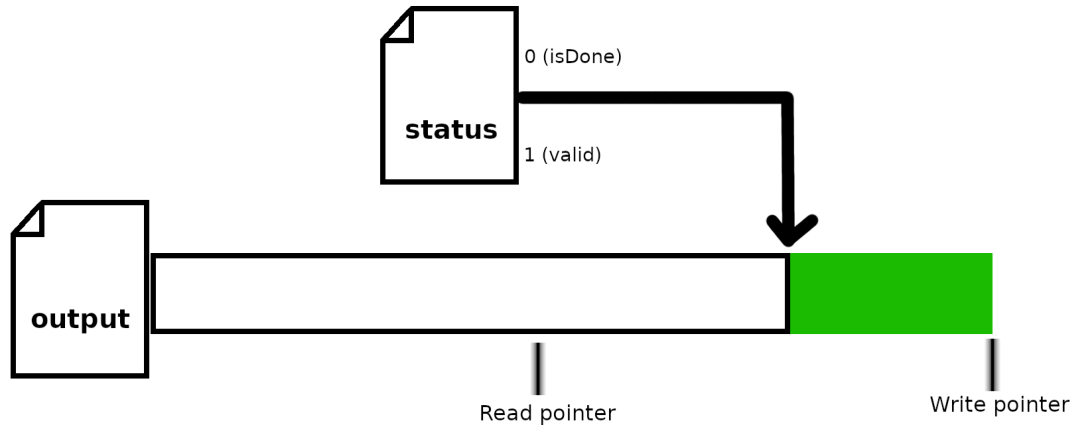 0 (isDone)
status
1 (valid)
output
Read pointer
Write pointer